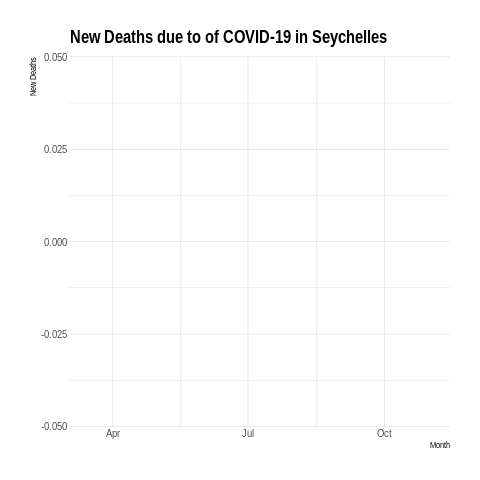 New Deaths due to of COVID-19 in Seychelles
New Deaths
0.050
0.025
0.000
-0.025
-0.050
Apr Jul Oct
Month